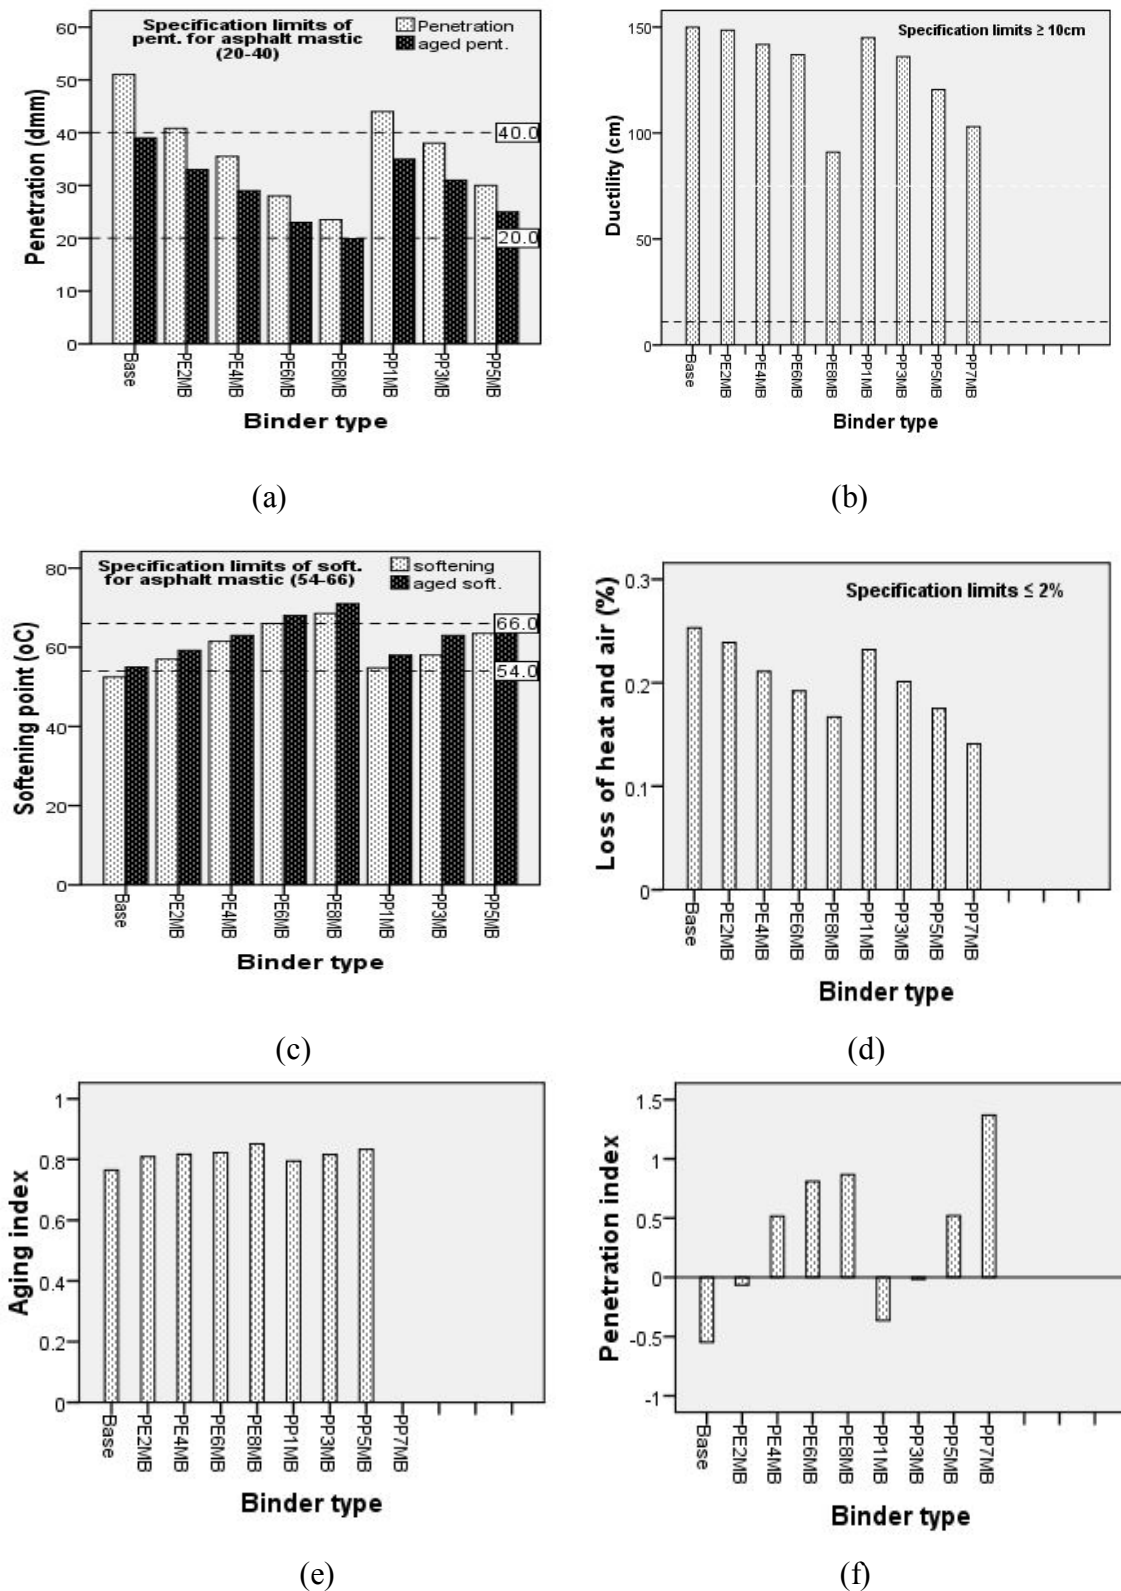 Specification limits of
pent. for asphalt mastic
(20-40)
Penetration
aged pent.
60
50
40
30
20
10
0
40.0
20.0
Penetration (dmm)
Base
PE2MB
PE4MB
PE6MB
PE8MB
PP1MB
PP3MB
PP5MB
Binder type
(a)
Specification limits ≥ 10cm
150
100
50
0
Ductility (cm)
Base
PE2MB
PE4MB
PE6MB
PE8MB
PP1MB
PP3MB
PP5MB
PP7MB
Binder type
(b)
Specification limits of soft.
for asphalt mastic (54-66)
softening
aged soft.
80
60
40
20
0
66.0
54.0
Softening point (oC)
Base
PE2MB
PE4MB
PE6MB
PE8MB
PP1MB
PP3MB
PP5MB
Binder type
(c)
Specification limits ≤ 2%
0.3
0.2
0.1
0
Loss of heat and air (%)
Base
PE2MB
PE4MB
PE6MB
PE8MB
PP1MB
PP3MB
PP5MB
PP7MB
Binder type
(d)
1
0.8
0.6
0.4
0.2
0
Aging index
Base
PE2MB
PE4MB
PE6MB
PE8MB
PP1MB
PP3MB
PP5MB
PP7MB
Binder type
(e)
1.5
1
0.5
0
-0.5
-1
Penetration index
Base
PE2MB
PE4MB
PE6MB
PE8MB
PP1MB
PP3MB
PP5MB
PP7MB
Binder type
(f)